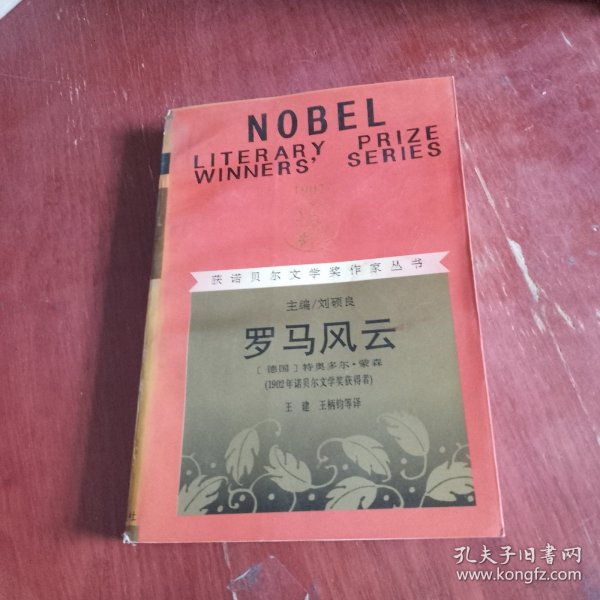 NOBEL
LITERARY PRIZE
WINNERS' SERIES
1902
获诺贝尔文学奖作家丛书
主编/刘硕良
罗马风云
〔德国〕特奥多尔·蒙森
(1902年诺贝尔文学奖获得者)
王建 王炳钧等译
社
孔夫子旧书网
www.kongfz.com